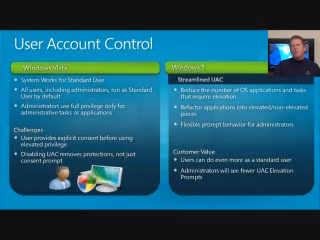 User Account Control
Windows Vista
System Works for Standard User
All users, including administrators, run as Standard
User by default
Administrators use full privilege only for
administrative tasks or applications
Challenges
User provides explicit consent before using
elevated privilege
Disabling UAC removes protections, not just
consent prompt
Windows 7
Streamlined UAC
Reduce the number of OS applications and tasks
that require elevation
Refactor applications into elevated/non-elevated
pieces
Flexible prompt behavior for administrators
Customer Value
Users can do even more as a standard user
Administrators will see fewer UAC Elevation
Prompts